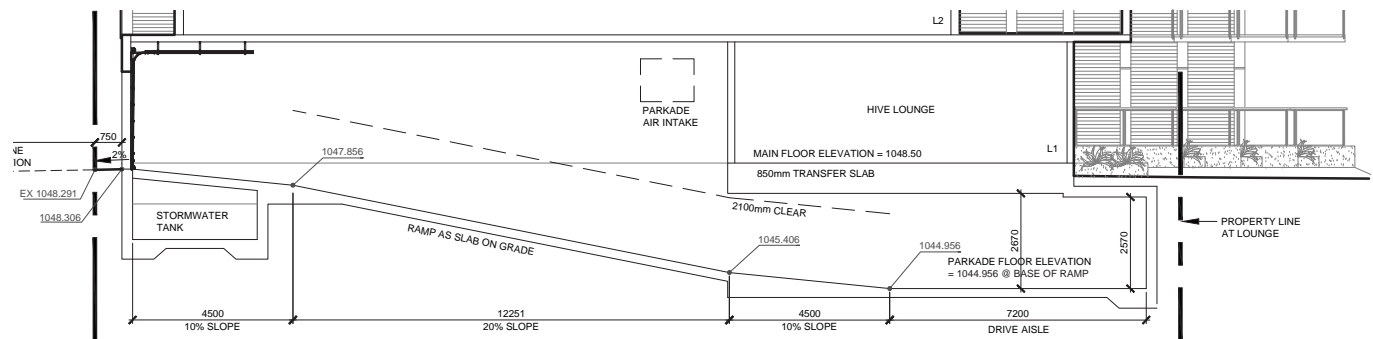 L2
PARKADE
AIR INTAKE
HIVE LOUNGE
750
NE
ION
2%
1047.856
MAIN FLOOR ELEVATION = 1048.50
L1
850mm TRANSFER SLAB
EX 1048.291
1048.306
STORMWATER
TANK
RAMP AS SLAB ON GRADE
2100mm CLEAR
1045.406
1044.956
2670
2570
PARKADE FLOOR ELEVATION
= 1044.956 @ BASE OF RAMP
PROPERTY LINE
AT LOUNGE
4500
10% SLOPE
12251
20% SLOPE
4500
10% SLOPE
7200
DRIVE AISLE